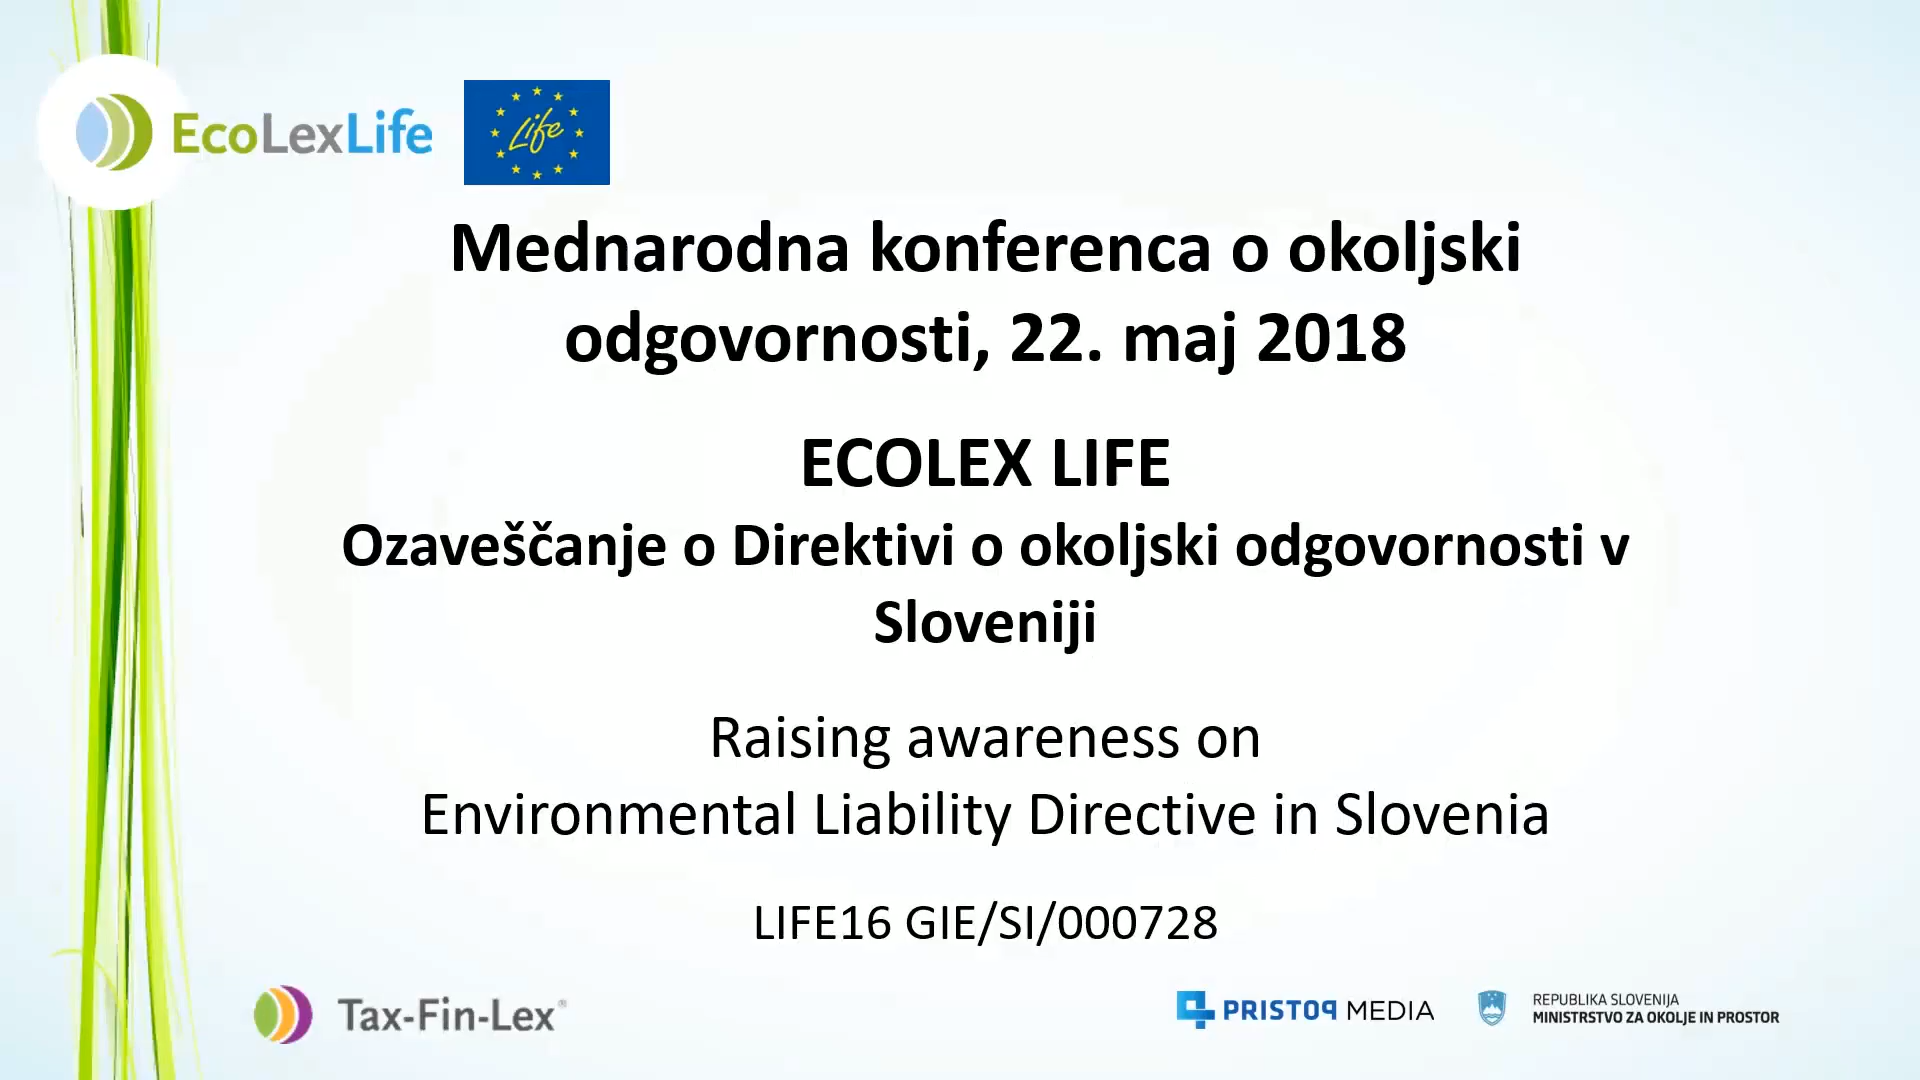 EcoLexLife
Life
Mednarodna konferenca o okoljski
odgovornosti, 22. maj 2018
ECOLEX LIFE
Ozaveščanje o Direktivi o okoljski odgovornosti v
Sloveniji
Raising awareness on
Environmental Liability Directive in Slovenia
LIFE16 GIE/SI/000728
Tax-Fin-Lex®
PRISTOP MEDIA
REPUBLIKA SLOVENIJA
MINISTRSTVO ZA OKOLJE IN PROSTOR